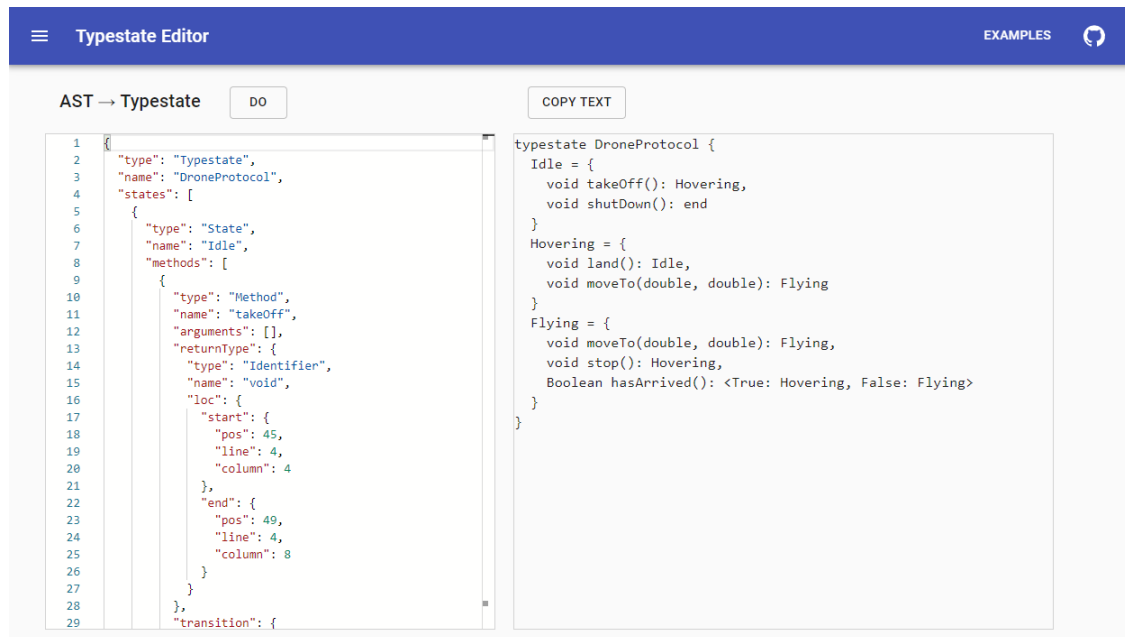 Typestate Editor
EXAMPLES
AST → Typestate
DO
COPY TEXT
1 {
2 "type": "Typestate",
3 "name": "DroneProtocol",
4 "states": [
5 {
6 "type": "State",
7 "name": "Idle",
8 "methods": [
9 {
10 "type": "Method",
11 "name": "takeOff",
12 "arguments": [],
13 "returnType": {
14 "type": "Identifier",
15 "name": "void",
16 "loc": {
17 "start": {
18 "pos": 45,
19 "line": 4,
20 "column": 4
21 },
22 "end": {
23 "pos": 49,
24 "line": 4,
25 "column": 8
26 }
27 }
28 },
29 "transition": {
typestate DroneProtocol {
Idle = {
void takeOff(): Hovering,
void shutDown(): end
}
Hovering = {
void land(): Idle,
void moveTo(double, double): Flying
}
Flying = {
void moveTo(double, double): Flying,
void stop(): Hovering,
Boolean hasArrived(): <True: Hovering, False: Flying>
}
}